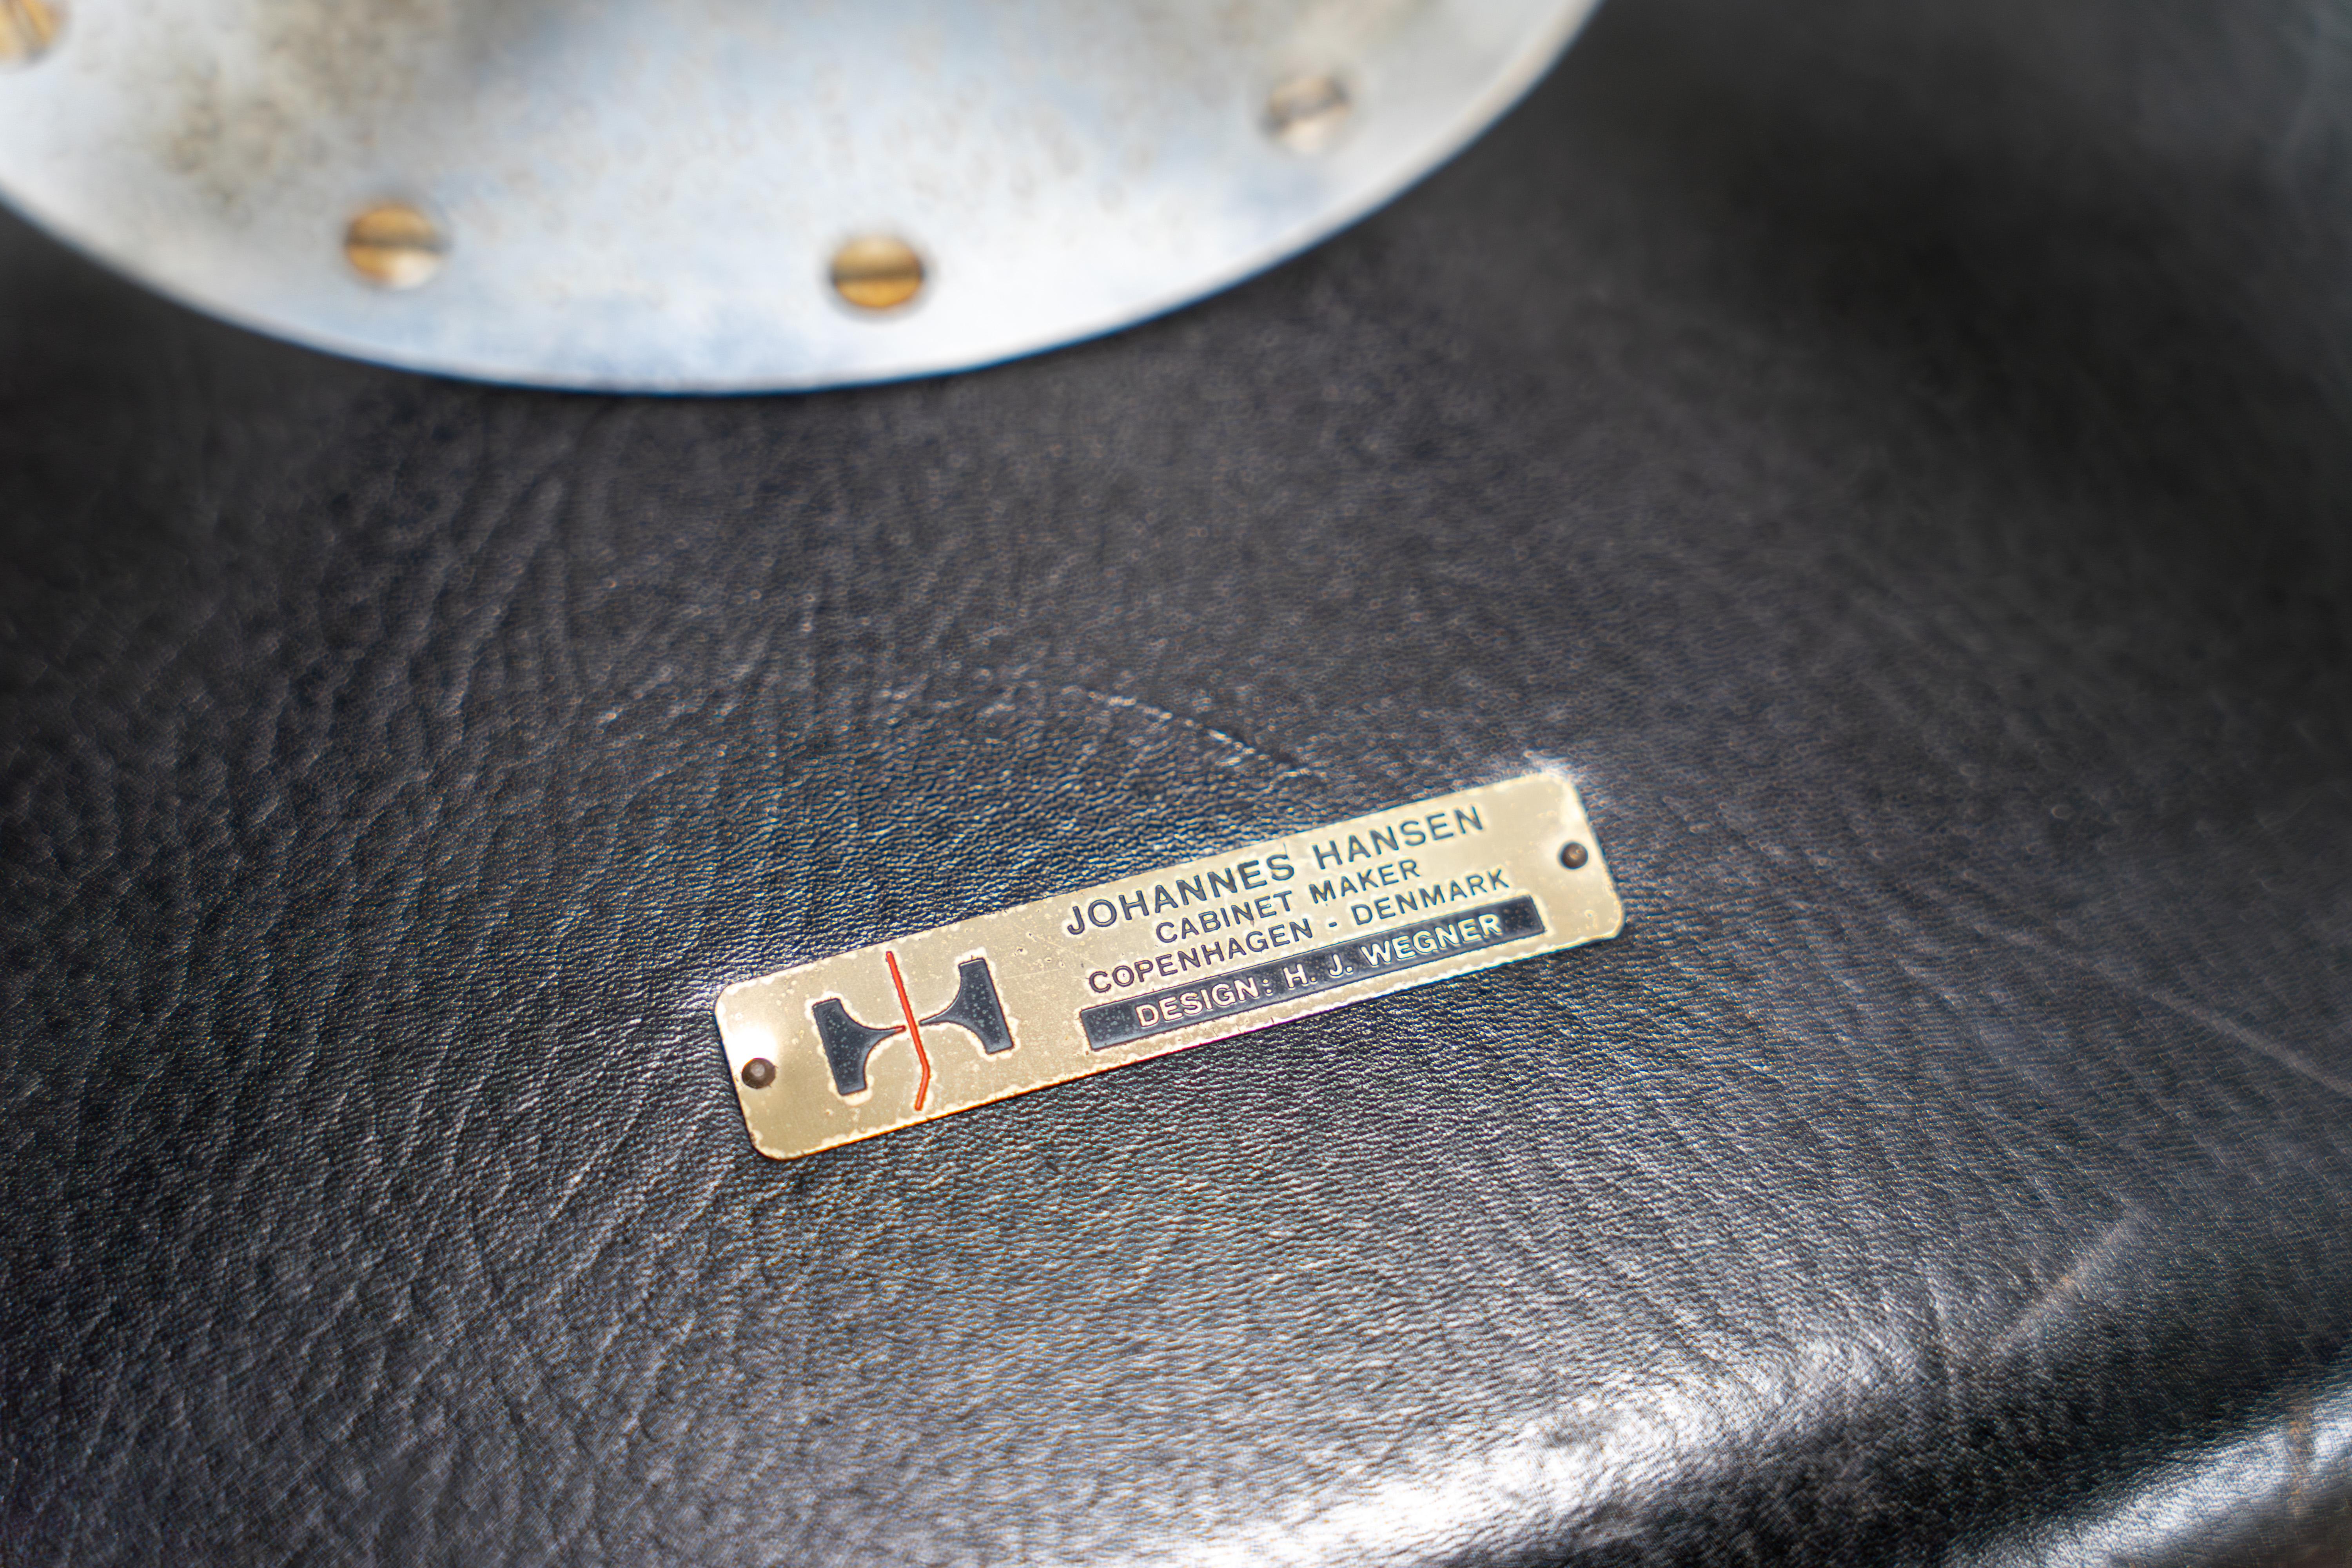 JOHANNES HANSEN
CABINET MAKER
COPENHAGEN - DENMARK
DESIGN: H. J. WEGNER